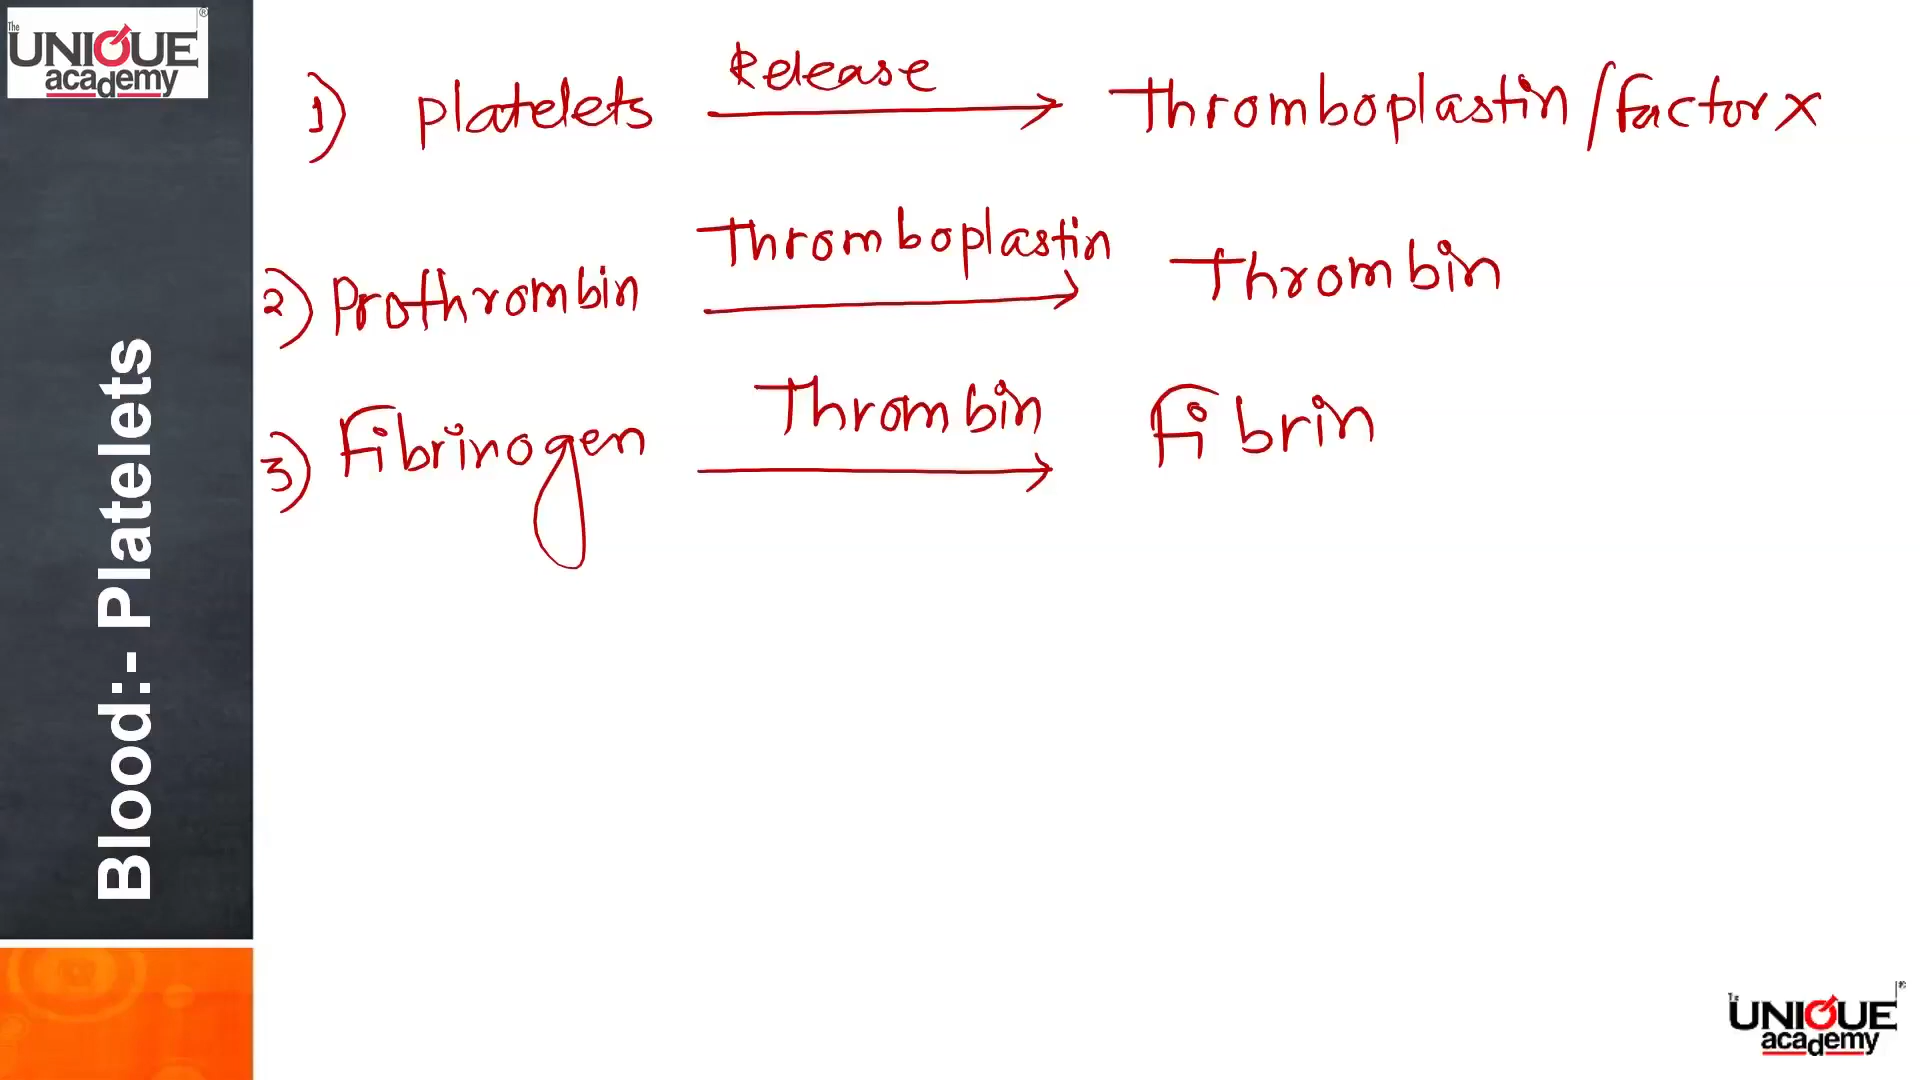 The
UNIQUE
academy
Blood:- Platelets
1) Platelets Release Thromboplastin/factor x
2) Prothrombin Thromboplastin Thrombin
3) Fibrinogen Thrombin Fibrin
The
UNIQUE
academy